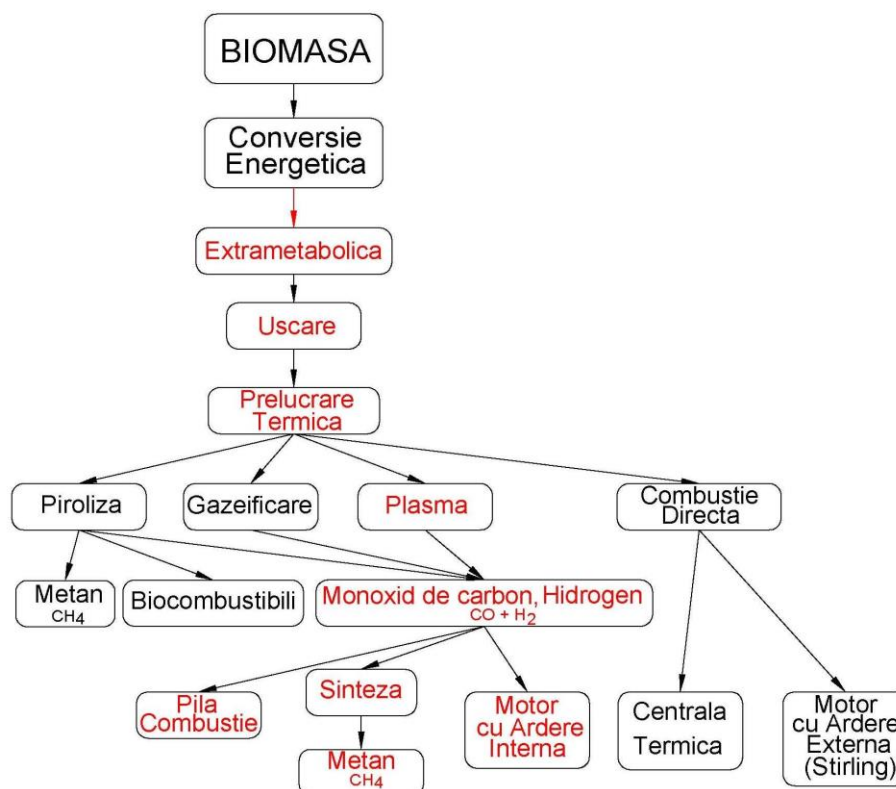 BIOMASA
Conversie
Energetica
Extrametabolica
Uscare
Prelucrare
Termica
Piroliza
Gazeificare
Plasma
Combustie
Directa
Metan
CH4
Biocombustibili
Monoxid de carbon, Hidrogen
CO + H2
Pila
Combustie
Sinteza
Metan
CH4
Motor
cu Ardere
Interna
Centrala
Termica
Motor
cu Ardere
Externa
(Stirling)